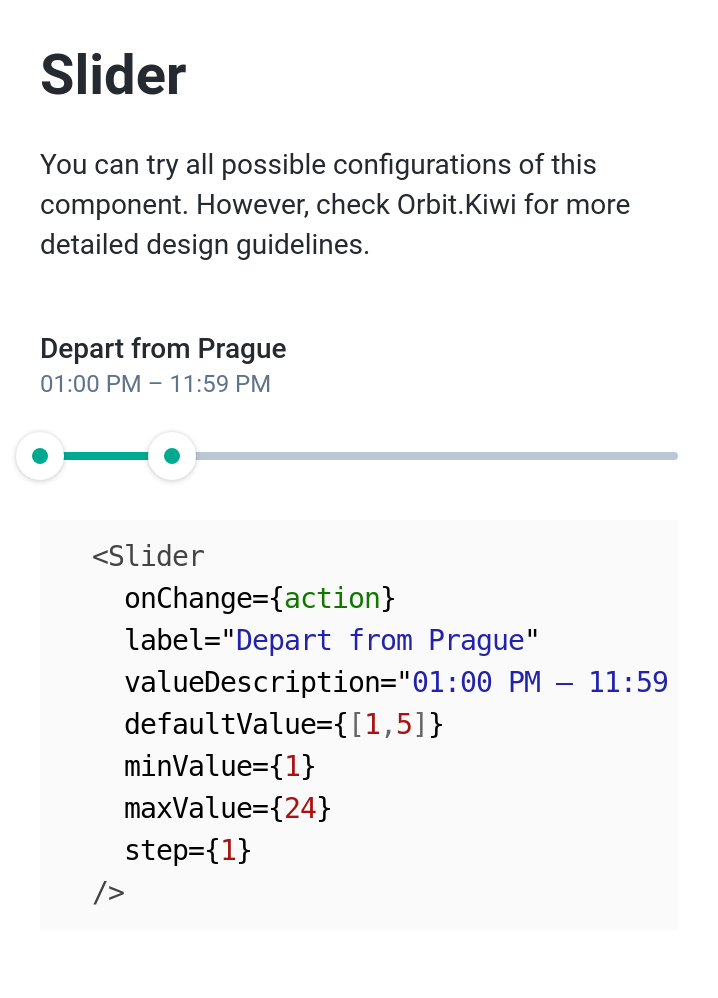 Slider
You can try all possible configurations of this
component. However, check Orbit.Kiwi for more
detailed design guidelines.
Depart from Prague
01:00 PM – 11:59 PM
<Slider
  onChange={action}
  label="Depart from Prague"
  valueDescription="01:00 PM – 11:59
  defaultValue={[1,5]}
  minValue={1}
  maxValue={24}
  step={1}
/>